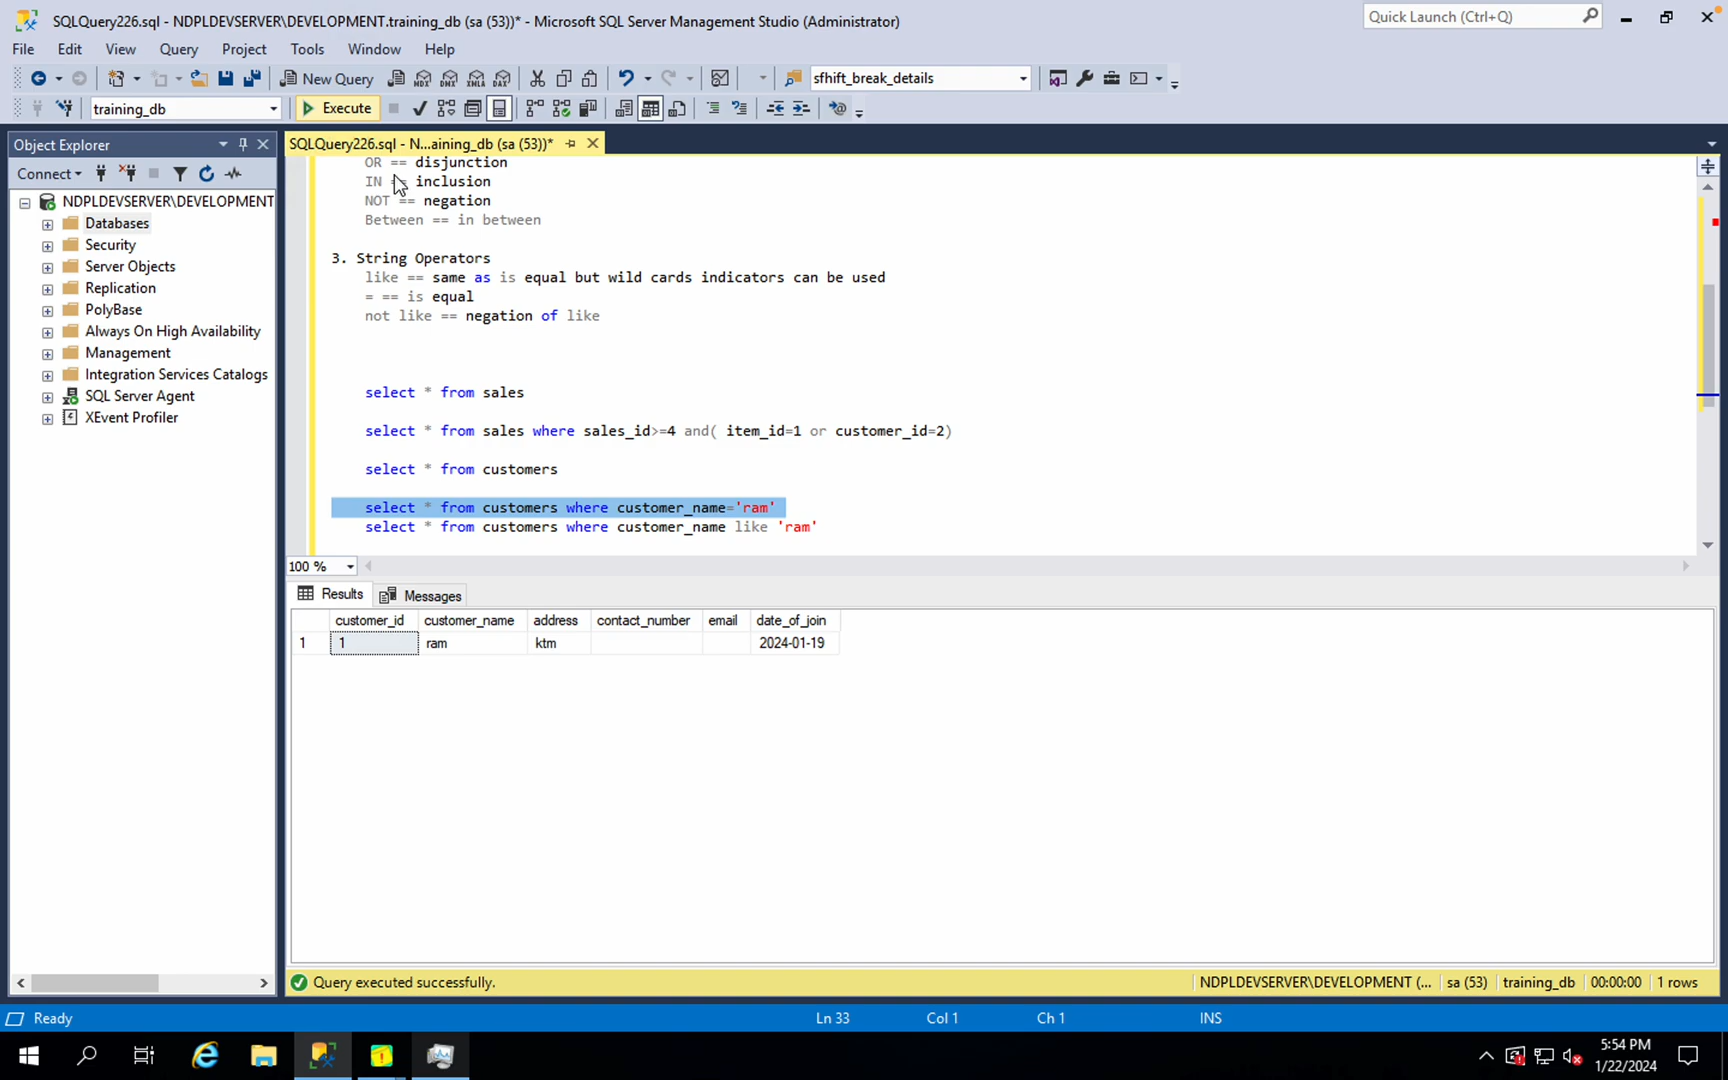 SQLQuery226.sql - NDPLDEVSERVER\DEVELOPMENT.training_db (sa (53))* - Microsoft SQL Server Management Studio (Administrator)
Quick Launch (Ctrl+Q)
File Edit View Query Project Tools Window Help
New Query
MDX DMX XMLA DAX
sfhift_break_details
training_db
Execute
Object Explorer
SQLQuery226.sql - N...aining_db (sa (53))*
Connect
NDPLDEVSERVER\DEVELOPMENT
Databases
Security
Server Objects
Replication
PolyBase
Always On High Availability
Management
Integration Services Catalogs
SQL Server Agent
XEvent Profiler
OR == disjunction
IN == inclusion
NOT == negation
Between == in between
3. String Operators
like == same as is equal but wild cards indicators can be used
= == is equal
not like == negation of like
select * from sales
select * from sales where sales_id>=4 and( item_id=1 or customer_id=2)
select * from customers
select * from customers where customer_name='ram'
select * from customers where customer_name like 'ram'
100 %
Results Messages
customer_id customer_name address contact_number email date_of_join
1 1 ram ktm 2024-01-19
Query executed successfully.
NDPLDEVSERVER\DEVELOPMENT (... sa (53) training_db 00:00:00 1 rows
Ready
Ln 33
Col 1
Ch 1
INS
5:54 PM
1/22/2024